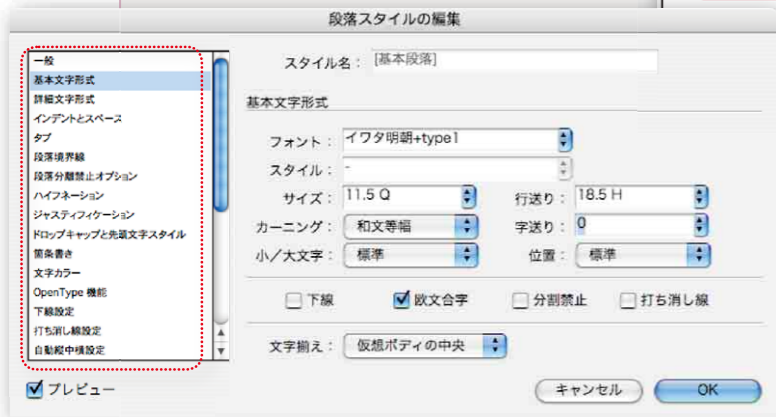 段落スタイルの編集
一般
基本文字形式
詳細文字形式
インデントとスペース
タブ
段落境界線
段落分離禁止オプション
ハイフネーション
ジャスティフィケーション
ドロップキャップと先頭文字スタイル
箇条書き
文字カラー
OpenType 機能
下線設定
打ち消し線設定
自動縦中横設定
スタイル名： [基本段落]
基本文字形式
フォント： イワタ明朝+type1
スタイル： -
サイズ： 11.5 Q 行送り： 18.5 H
カーニング： 和文等幅 字送り： 0
小／大文字： 標準 位置： 標準
下線 欧文合字 分割禁止 打ち消し線
文字揃え： 仮想ボディの中央
プレビュー キャンセル OK